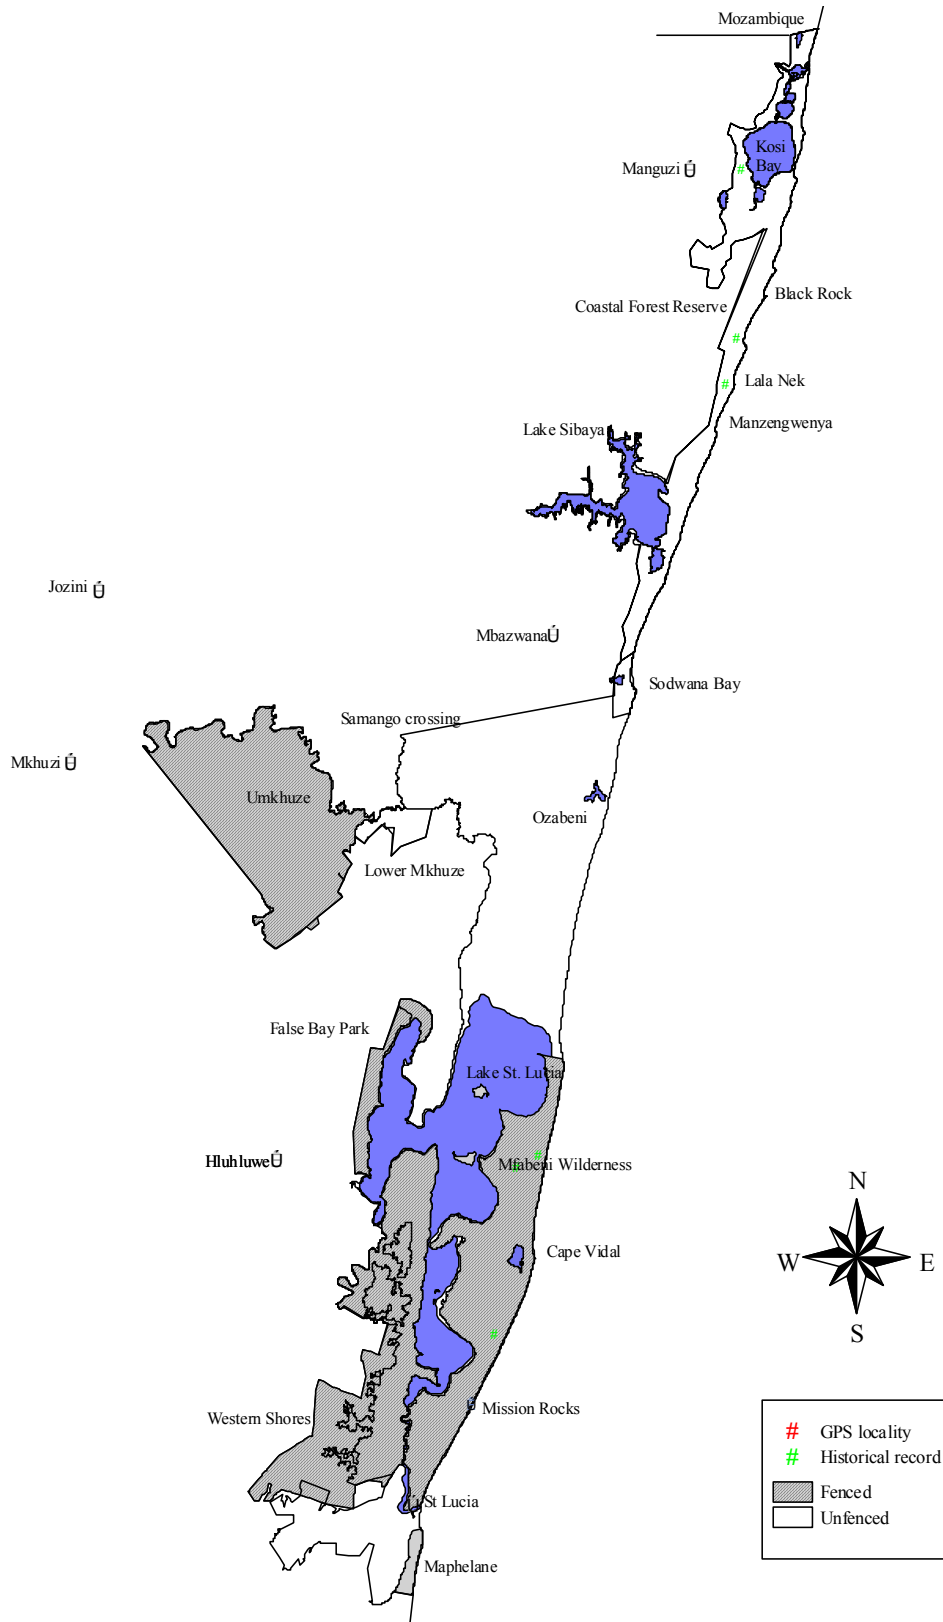 Mozambique
Kosi
Bay
Manguzi
Black Rock
Coastal Forest Reserve
Lala Nek
Manzengwenya
Lake Sibaya
Jozini
Mbazwana
Sodwana Bay
Samango crossing
Mkhuzi
Umkhuze
Ozabeni
Lower Mkhuze
False Bay Park
Lake St. Lucia
Hluhluwe
Mfabeni Wilderness
N
Cape Vidal
W
E
S
Mission Rocks
Western Shores
# GPS locality
# Historical record
Fenced
St Lucia
Unfenced
Maphelane